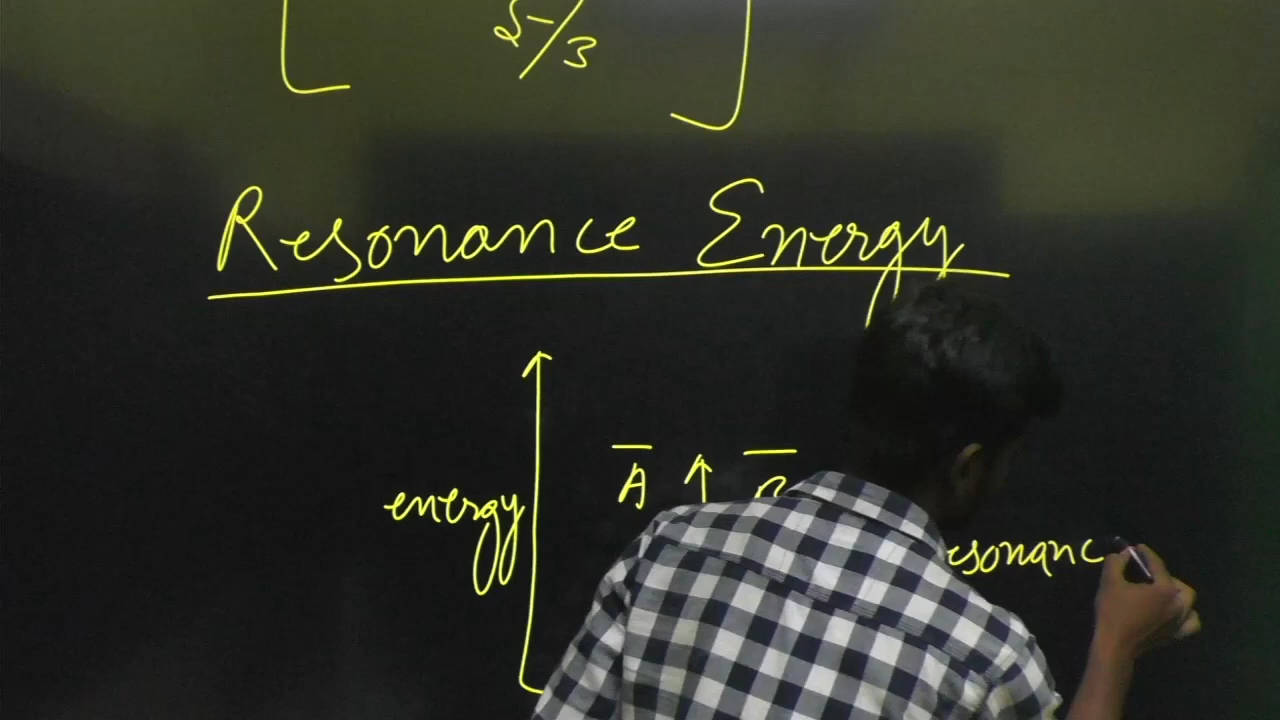 5-/3
Resonance Energy
A ↑
energy
esonanc